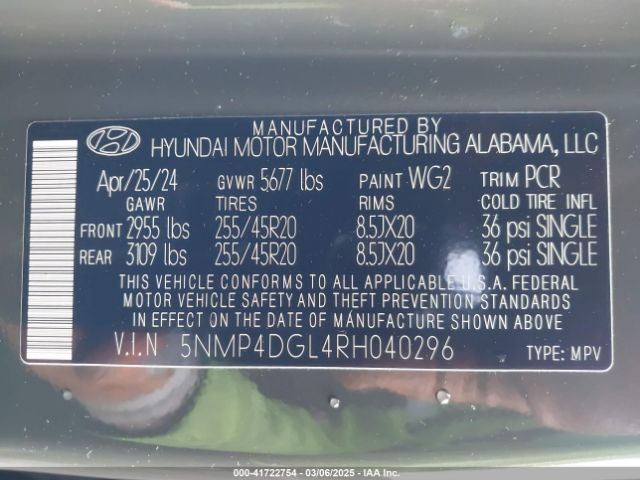 MANUFACTURED BY
HYUNDAI MOTOR MANUFACTURING ALABAMA, LLC
Apr/25/24 GVWR 5677 lbs PAINT WG2 TRIM PCR
GAWR TIRES RIMS COLD TIRE INFL
FRONT 2955 lbs 255/45R20 8.5JX20 36 psi SINGLE
REAR 3109 lbs 255/45R20 8.5JX20 36 psi SINGLE
THIS VEHICLE CONFORMS TO ALL APPLICABLE U.S.A. FEDERAL
MOTOR VEHICLE SAFETY AND THEFT PREVENTION STANDARDS
IN EFFECT ON THE DATE OF MANUFACTURE SHOWN ABOVE
V.I.N 5NMP4DGL4RH040296 TYPE: MPV
000-41722754 — 03/06/2025 — IAA Holdings, LLC